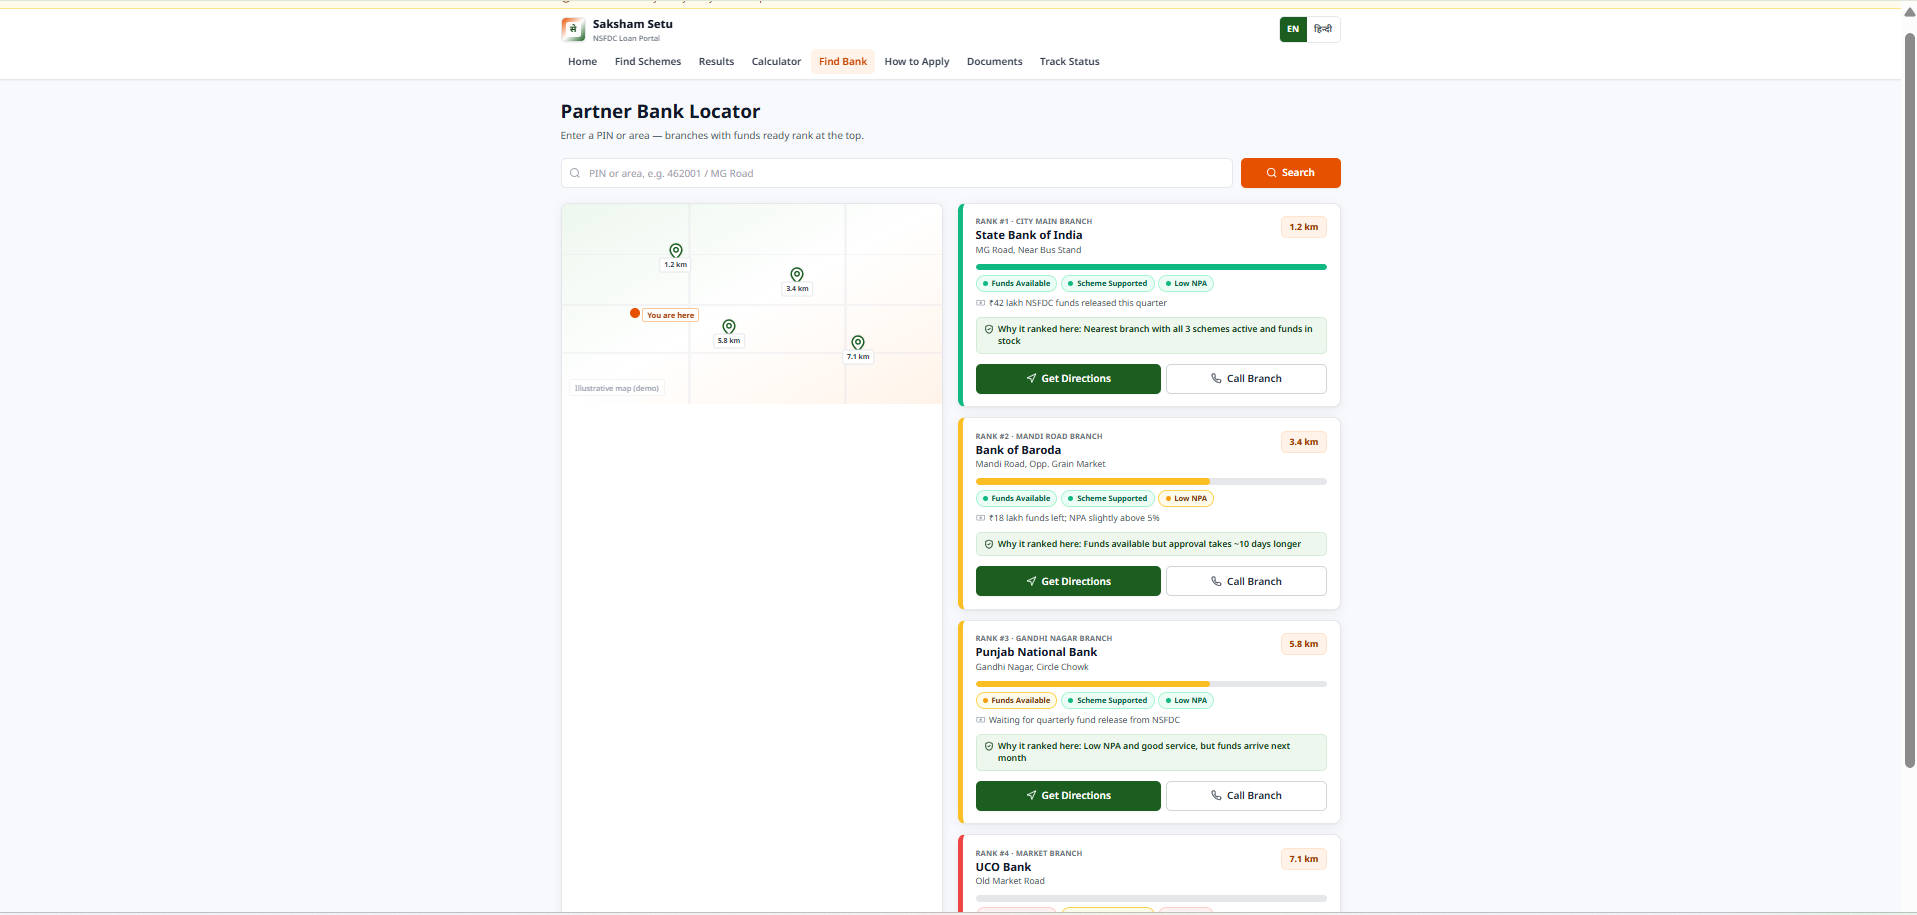 से
Saksham Setu
NSFDC Loan Portal
EN
हिन्दी
Home
Find Schemes
Results
Calculator
Find Bank
How to Apply
Documents
Track Status
Partner Bank Locator
Enter a PIN or area — branches with funds ready rank at the top.
PIN or area, e.g. 462001 / MG Road
Search
1.2 km
3.4 km
You are here
5.8 km
7.1 km
Illustrative map (demo)
RANK #1 · CITY MAIN BRANCH
State Bank of India
MG Road, Near Bus Stand
1.2 km
Funds Available
Scheme Supported
Low NPA
₹42 lakh NSFDC funds released this quarter
Why it ranked here: Nearest branch with all 3 schemes active and funds in
stock
Get Directions
Call Branch
RANK #2 · MANDI ROAD BRANCH
Bank of Baroda
Mandi Road, Opp. Grain Market
3.4 km
Funds Available
Scheme Supported
Low NPA
₹18 lakh funds left; NPA slightly above 5%
Why it ranked here: Funds available but approval takes ~10 days longer
Get Directions
Call Branch
RANK #3 · GANDHI NAGAR BRANCH
Punjab National Bank
Gandhi Nagar, Circle Chowk
5.8 km
Funds Available
Scheme Supported
Low NPA
Waiting for quarterly fund release from NSFDC
Why it ranked here: Low NPA and good service, but funds arrive next
month
Get Directions
Call Branch
RANK #4 · MARKET BRANCH
UCO Bank
Old Market Road
7.1 km